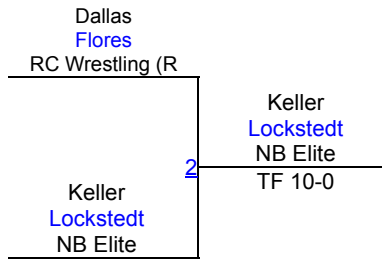 Dallas
Flores
RC Wrestling (R
Keller
Lockstedt
NB Elite
2
TF 10-0
Keller
Lockstedt
NB Elite